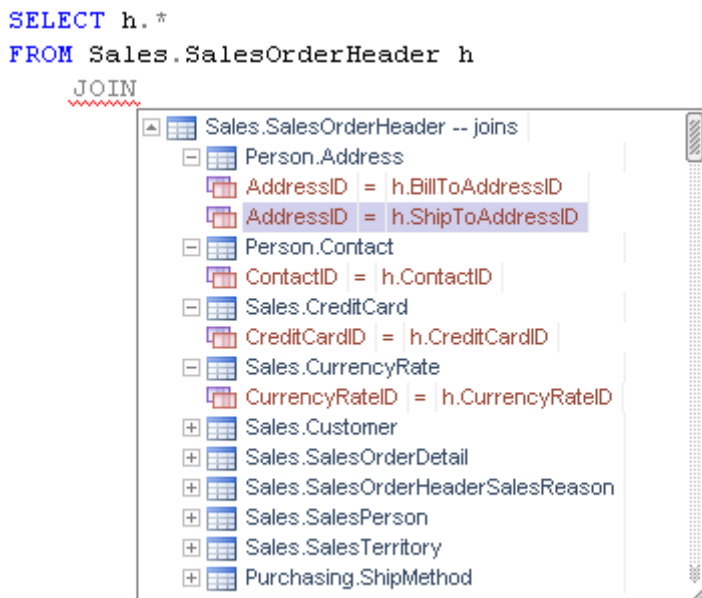 SELECT h.*
FROM Sales.SalesOrderHeader h
JOIN
Sales.SalesOrderHeader -- joins
Person.Address
AddressID = h.BillToAddressID
AddressID = h.ShipToAddressID
Person.Contact
ContactID = h.ContactID
Sales.CreditCard
CreditCardID = h.CreditCardID
Sales.CurrencyRate
CurrencyRateID = h.CurrencyRateID
Sales.Customer
Sales.SalesOrderDetail
Sales.SalesOrderHeaderSalesReason
Sales.SalesPerson
Sales.SalesTerritory
Purchasing.ShipMethod